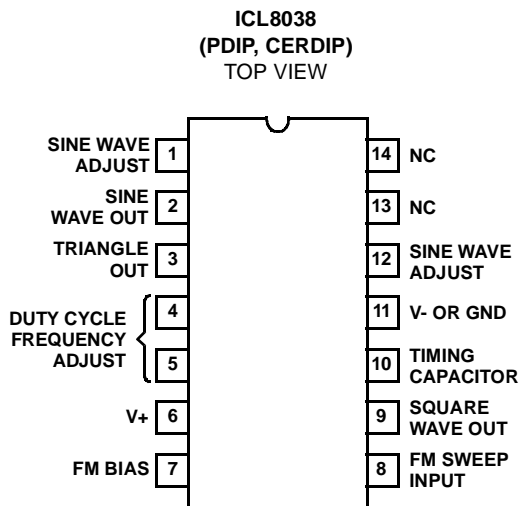 ICL8038
(PDIP, CERDIP)
TOP VIEW
SINE WAVE
ADJUST
1
SINE
WAVE OUT
2
TRIANGLE
OUT
3
DUTY CYCLE
FREQUENCY
ADJUST
4
5
V+
6
FM BIAS
7
14
NC
13
NC
12
SINE WAVE
ADJUST
11
V- OR GND
10
TIMING
CAPACITOR
9
SQUARE
WAVE OUT
8
FM SWEEP
INPUT